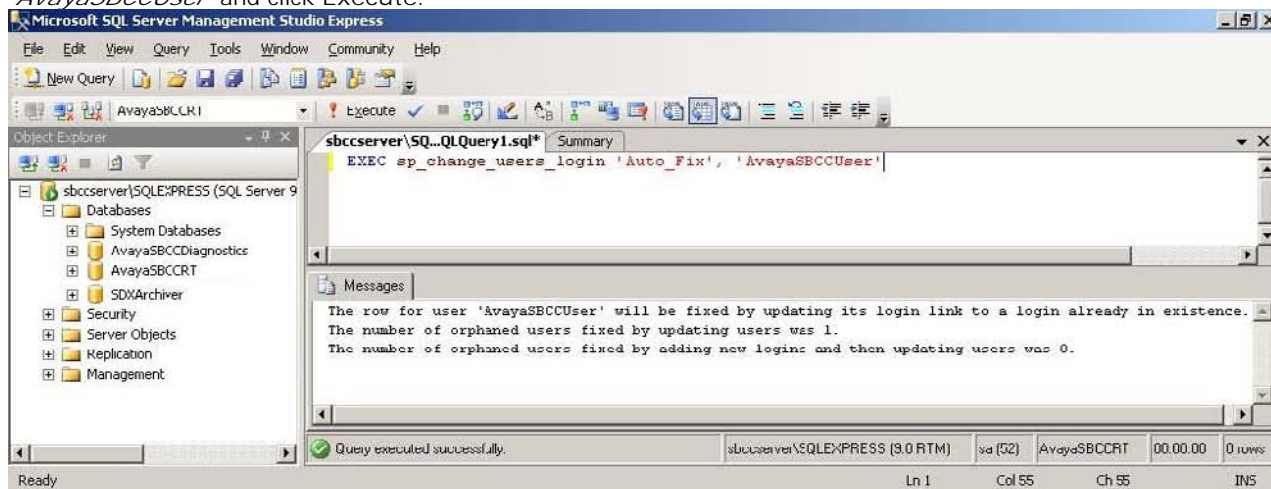 "AvayaSBCCUser" and click Execute.
Microsoft SQL Server Management Studio Express
File Edit View Query Tools Window Community Help
New Query
AvayaSBCCRT
Execute
Object Explorer
sbccserver\SQ...QLQuery1.sql* Summary
EXEC sp_change_users_login 'Auto_Fix', 'AvayaSBCCUser'
sbccserver\SQLEXPRESS (SQL Server 9
Databases
System Databases
AvayaSBCCDiagnostics
AvayaSBCCRT
SDXArchiver
Security
Server Objects
Replication
Management
Messages
The row for user 'AvayaSBCCUser' will be fixed by updating its login link to a login already in existence.
The number of orphaned users fixed by updating users was 1.
The number of orphaned users fixed by adding new logins and then updating users was 0.
Query executed successfully. sbccserver\SQLEXPRESS (9.0 RTM) sa (52) AvayaSBCCRT 00:00:00 0 rows
Ready Ln 1 Col 55 Ch 55 INS